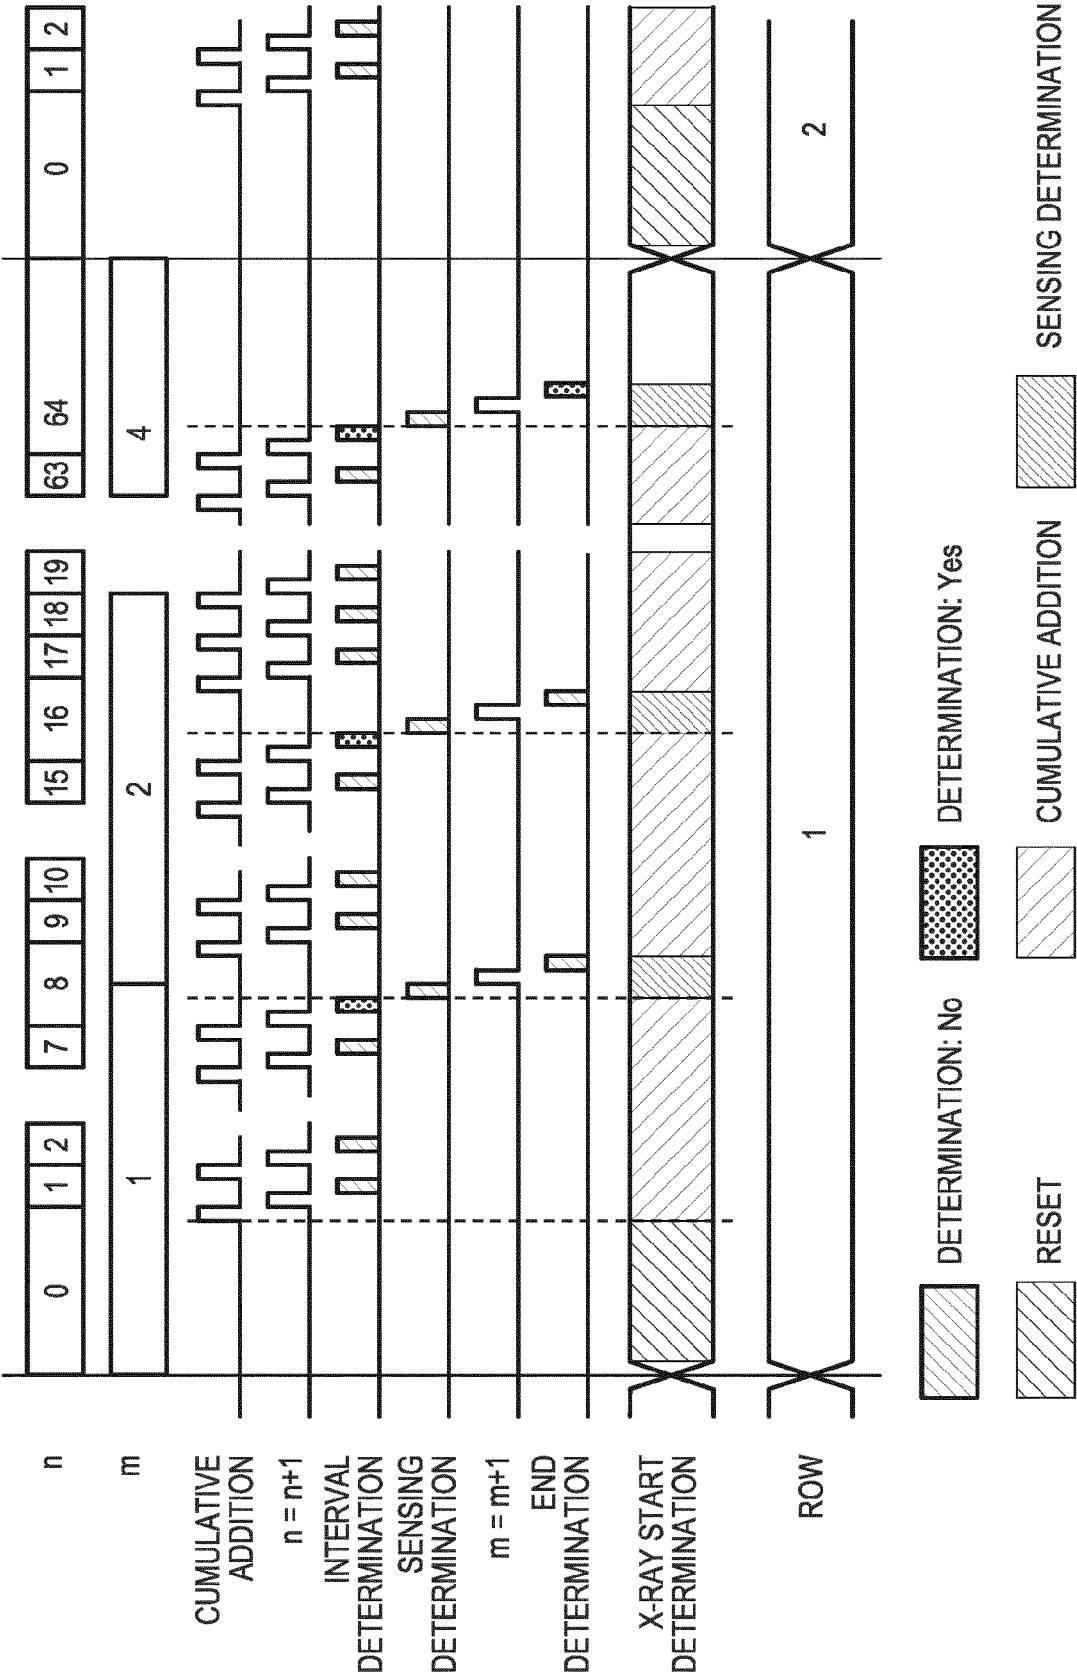 n 0 1 2 7 8 9 10 15 16 17 18 19 63 64 0 1 2
m 1 2 4
CUMULATIVE
ADDITION
n = n+1
INTERVAL
DETERMINATION
SENSING
DETERMINATION
m = m+1
END
DETERMINATION
X-RAY START
DETERMINATION
ROW 1 2
DETERMINATION: No
DETERMINATION: Yes
RESET
CUMULATIVE ADDITION
SENSING DETERMINATION